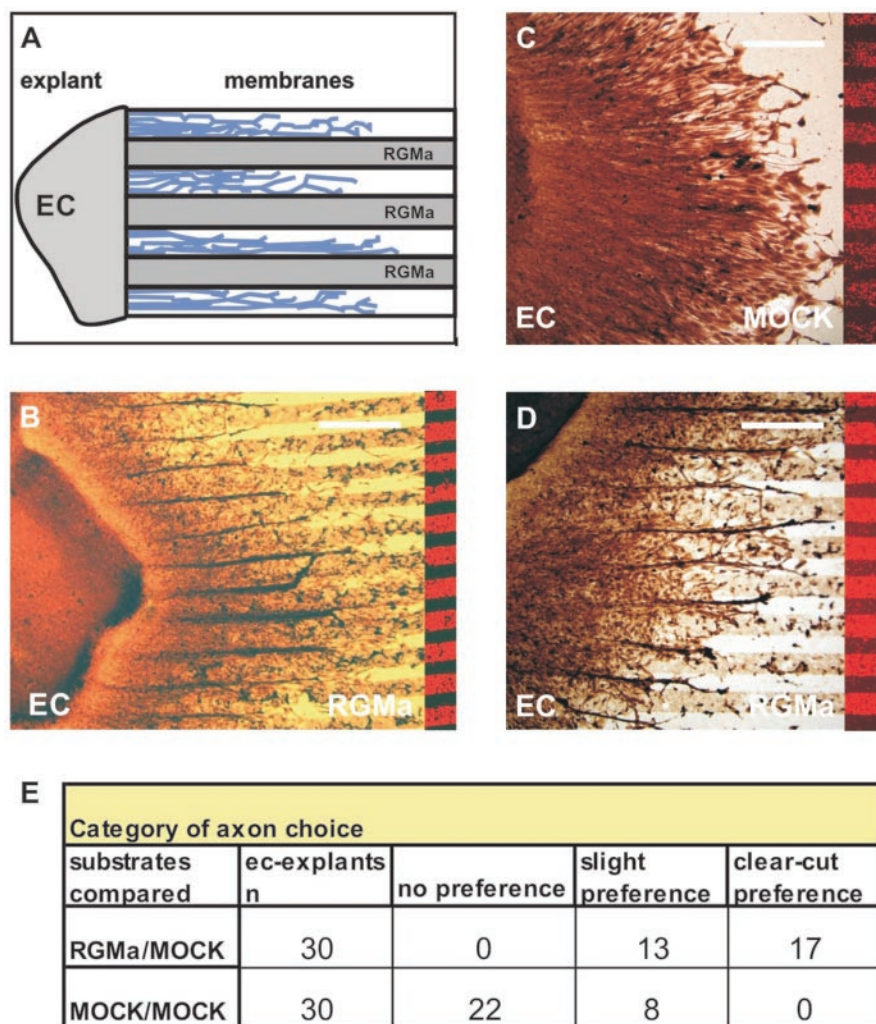 A
explant
membranes
EC
RGMa
RGMa
RGMa
C
EC
MOCK
B
EC
RGMa
D
EC
RGMa
E
Category of axon choice
substrates compared
ec-explants n
no preference
slight preference
clear-cut preference
RGMa/MOCK 30 0 13 17
MOCK/MOCK 30 22 8 0